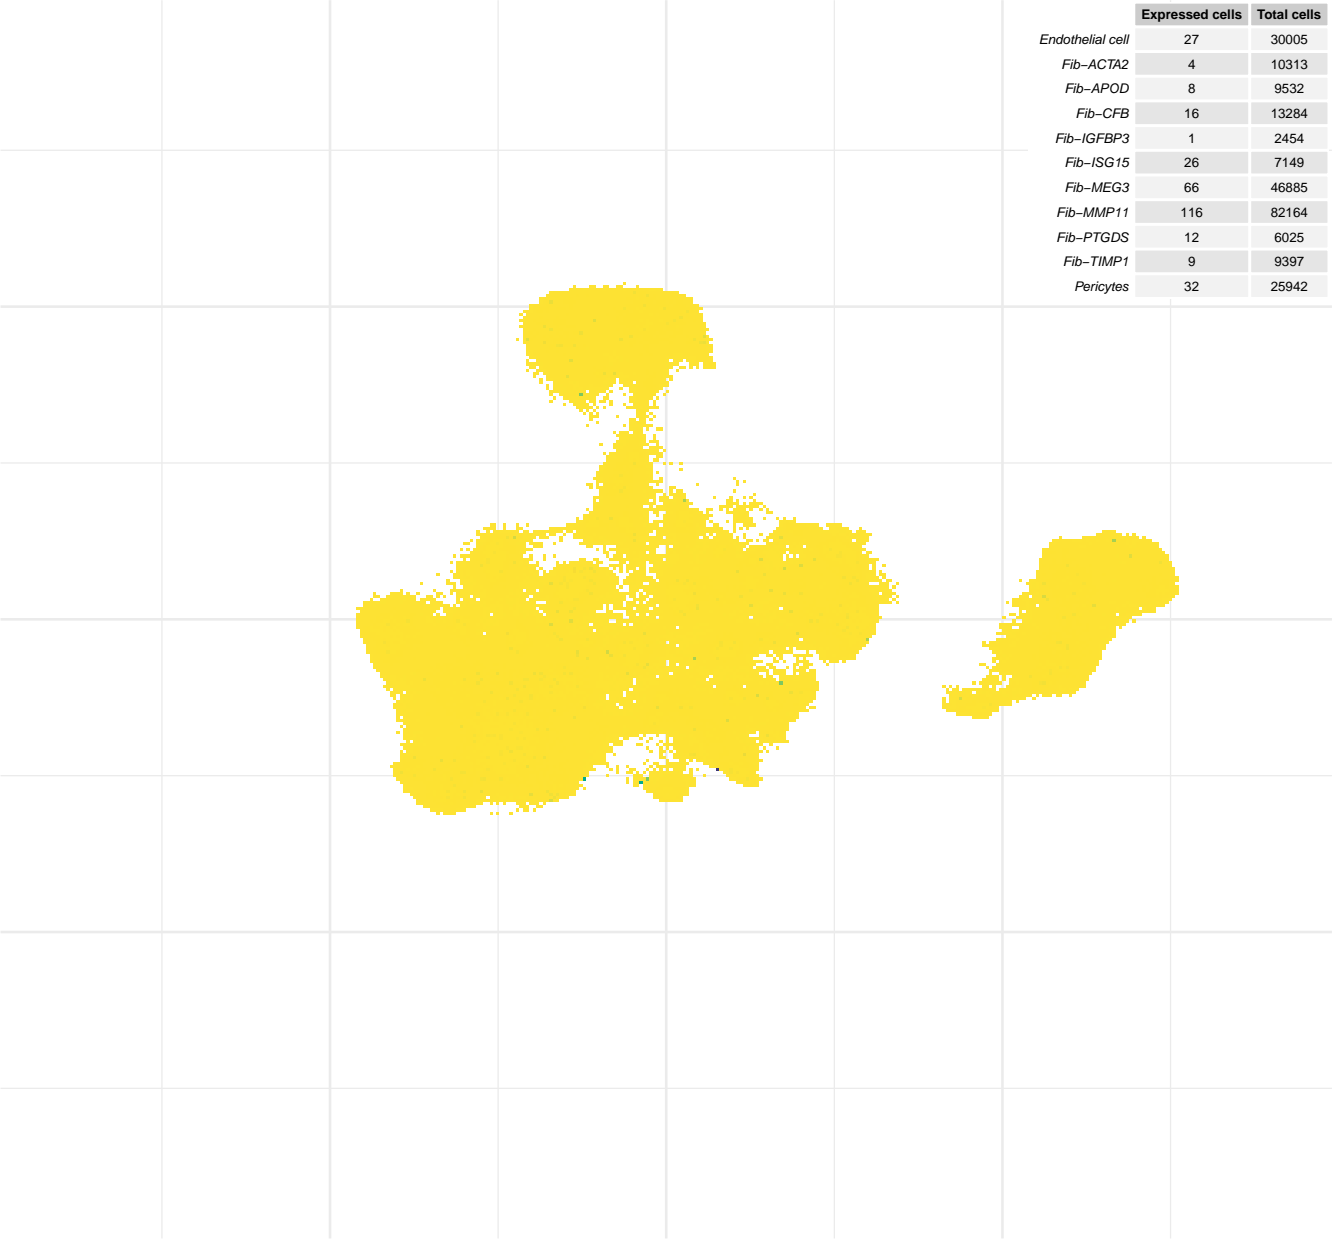 Expressed cells Total cells
Endothelial cell 27 30005
Fib−ACTA2 4 10313
Fib−APOD 8 9532
Fib−CFB 16 13284
Fib−IGFBP3 1 2454
Fib−ISG15 26 7149
Fib−MEG3 66 46885
Fib−MMP11 116 82164
Fib−PTGDS 12 6025
Fib−TIMP1 9 9397
Pericytes 32 25942